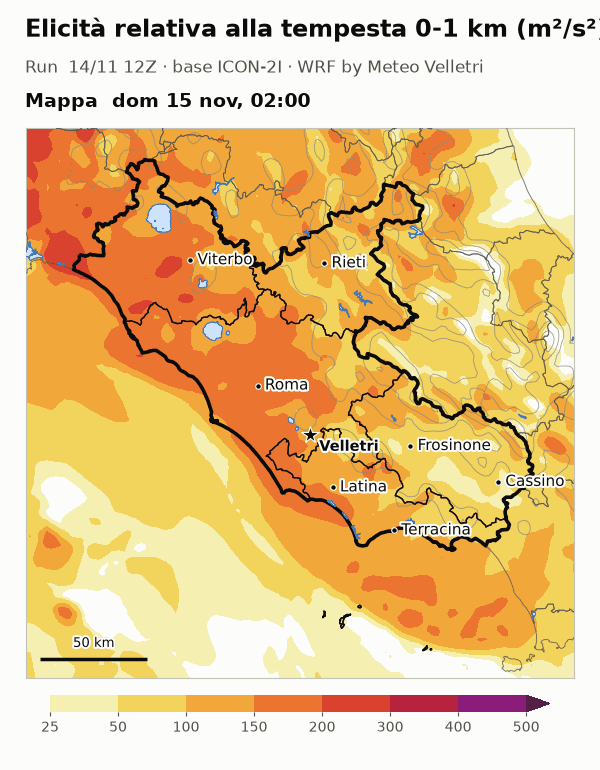 Elicità relativa alla tempesta 0-1 km (m²/s²)
Run 14/11 12Z · base ICON-2I · WRF by Meteo Velletri
Mappa dom 15 nov, 02:00
Viterbo
Rieti
Roma
Velletri
Frosinone
Cassino
Latina
Terracina
50 km
25 50 100 150 200 300 400 500